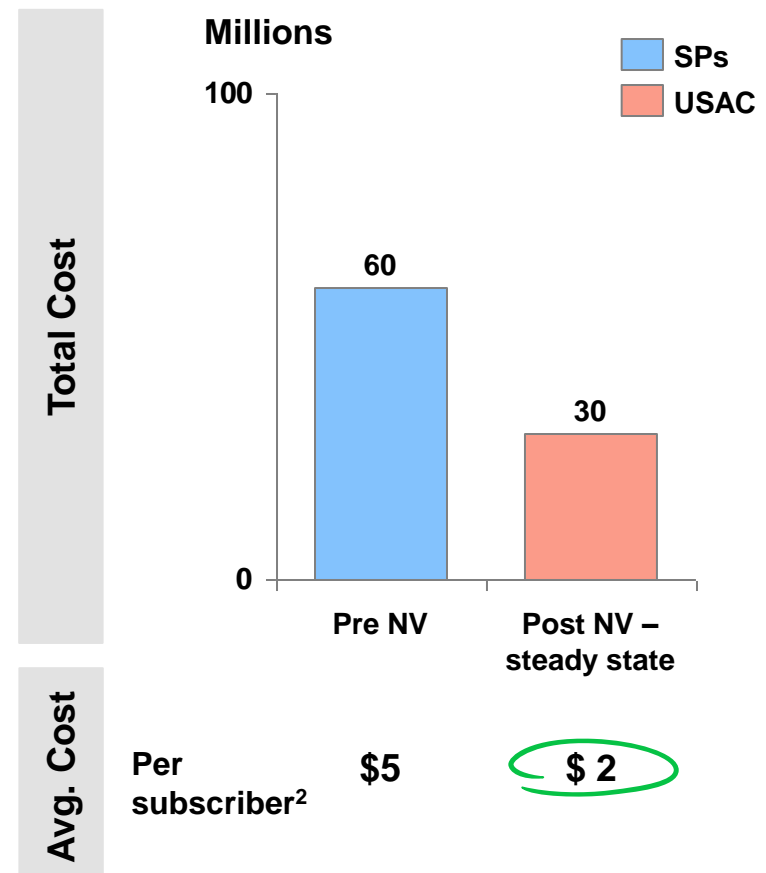 Millions
SPs
USAC
100
60
30
0
Total Cost
Pre NV
Post NV –
steady state
Avg. Cost
Per
subscriber²
$5
$ 2